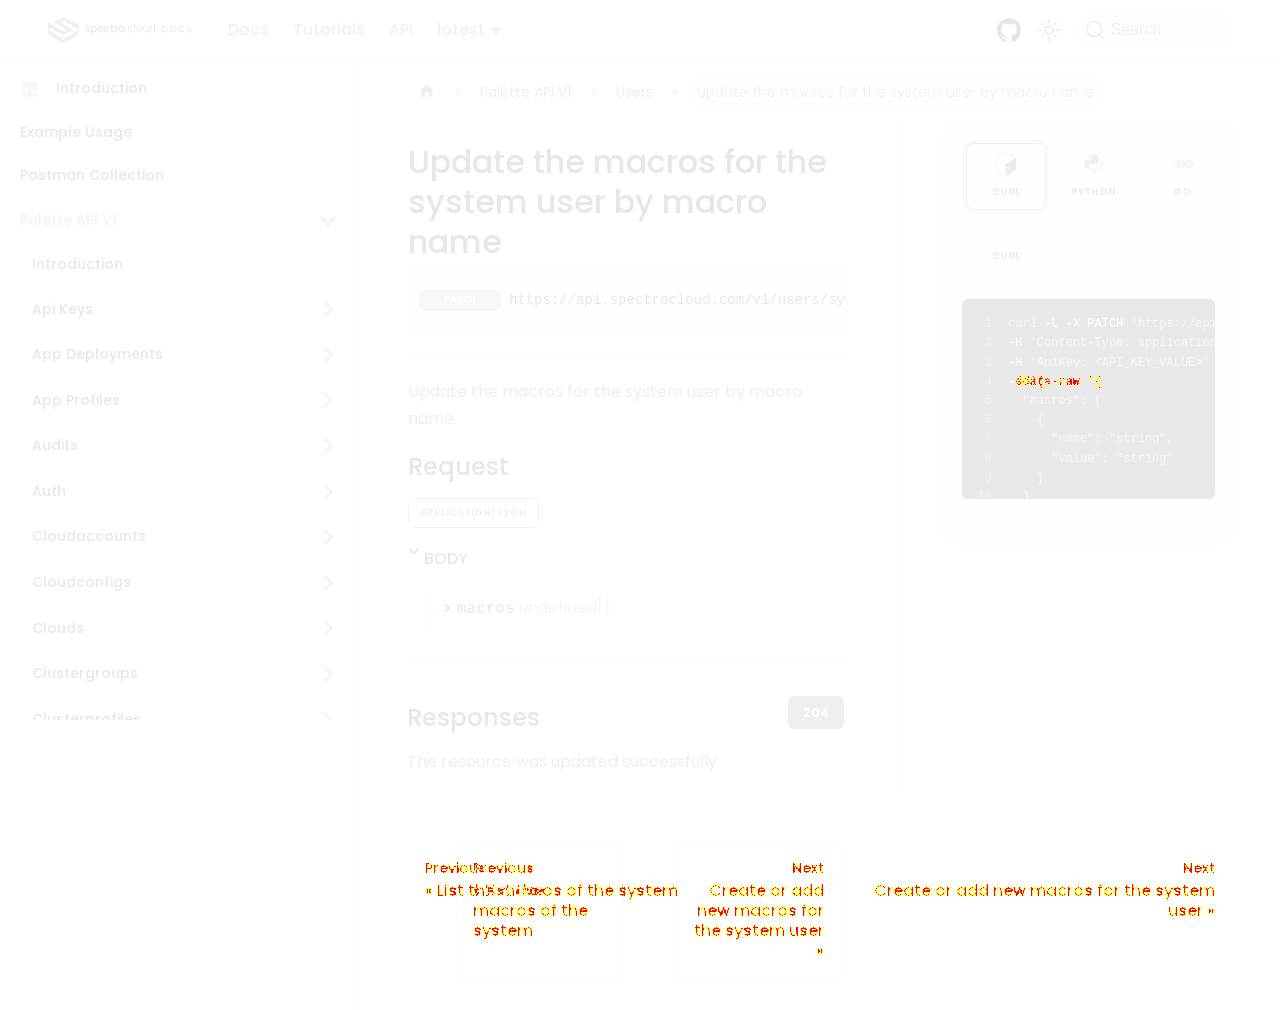 spectro cloud DOCS Docs Tutorials API latest Search
Introduction
Example Usage
Postman Collection
Palette API V1
Introduction
Api Keys
App Deployments
App Profiles
Audits
Auth
Cloudaccounts
Cloudconfigs
Clouds
Clustergroups
Clusterprofiles
Palette API V1 Users Update the macros for the system user by macro name
Update the macros for the
system user by macro
name
PATCH https://api.spectrocloud.com/v1/users/sy
Update the macros for the system user by macro
name
Request
APPLICATION/JSON
BODY
macros undefined[]
Responses 204
The resource was updated successfully
CURL PYTHON GO
CURL
1 curl -L -X PATCH 'https://api
2 -H 'Content-Type: application
3 -H 'ApiKey: <API_KEY_VALUE>'
4 '{
5 "macros": [
6 {
7 "name": "string",
8 "value": "string"
9 }
10 ]
Previous
« List the macros of the system
Previous
macros of the
system
Next
Create or add
new macros for
the system user
»
Next
Create or add new macros for the system
user »